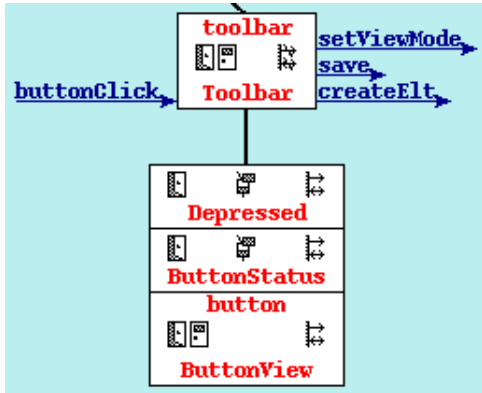 toolbar
setViewMode
save
buttonClick
Toolbar
createElt
Depressed
ButtonStatus
button
ButtonView